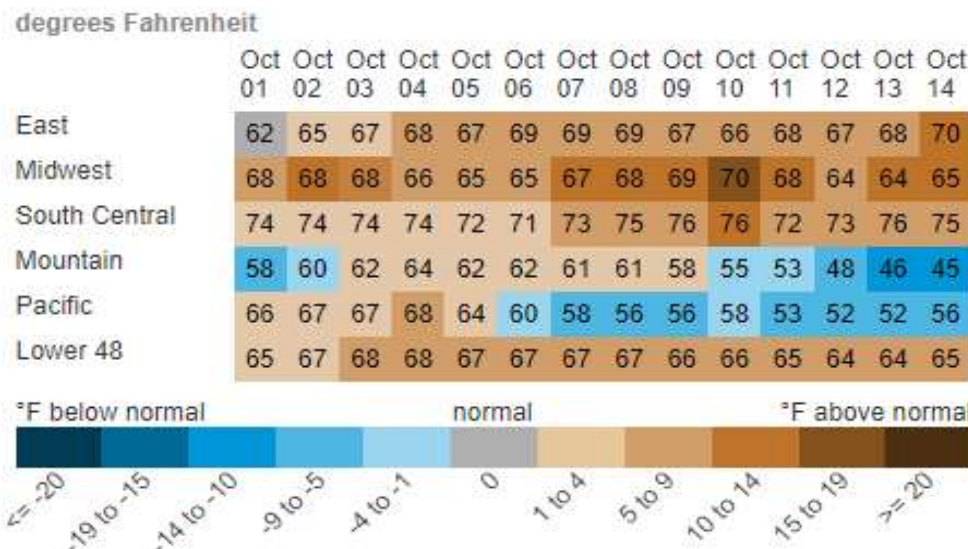 degrees Fahrenheit
Oct Oct Oct Oct Oct Oct Oct Oct Oct Oct Oct Oct Oct Oct
01 02 03 04 05 06 07 08 09 10 11 12 13 14
East 62 65 67 68 67 69 69 69 67 66 68 67 68 70
Midwest 68 68 68 66 65 65 67 68 69 70 68 64 64 65
South Central 74 74 74 74 72 71 73 75 76 76 72 73 76 75
Mountain 58 60 62 64 62 62 61 61 58 55 53 48 46 45
Pacific 66 67 67 68 64 60 58 56 56 58 53 52 52 56
Lower 48 65 67 68 68 67 67 67 67 66 66 65 64 64 65
°F below normal normal °F above normal
<= -20 -19 to -15 -14 to -10 -9 to -5 -4 to -1 0 1 to 4 5 to 9 10 to 14 15 to 19 >= 20